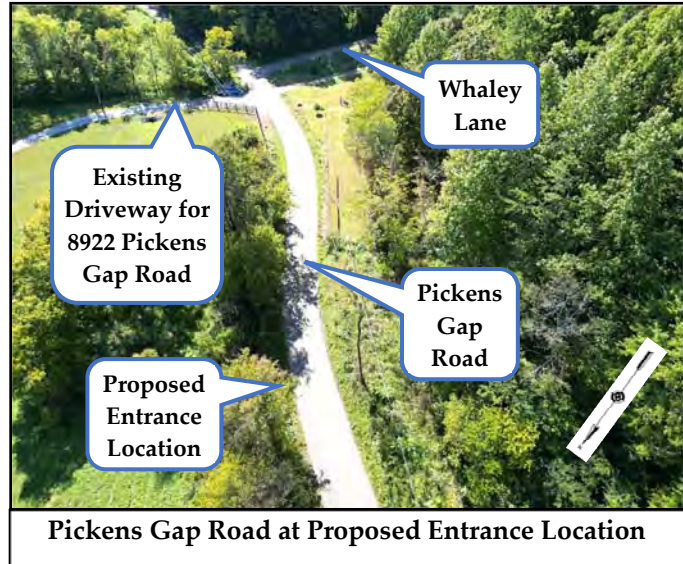 Whaley
Lane
Existing
Driveway for
8922 Pickens
Gap Road
Pickens
Gap
Road
Proposed
Entrance
Location
Pickens Gap Road at Proposed Entrance Location